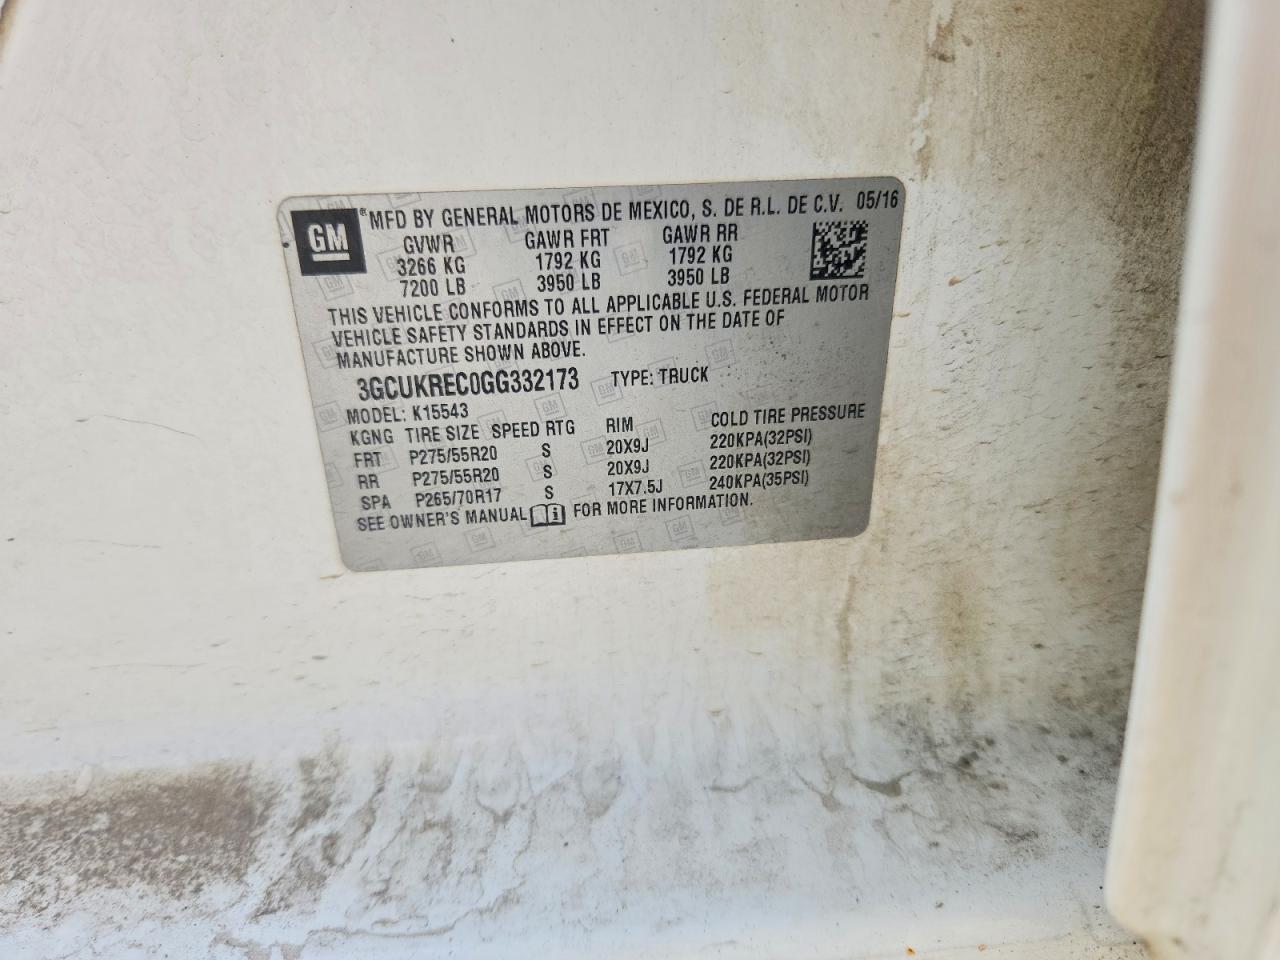 GM ® MFD BY GENERAL MOTORS DE MEXICO, S. DE R.L. DE C.V. 05/16
GVWR GAWR FRT GAWR RR
3266 KG 1792 KG 1792 KG
7200 LB 3950 LB 3950 LB
THIS VEHICLE CONFORMS TO ALL APPLICABLE U.S. FEDERAL MOTOR
VEHICLE SAFETY STANDARDS IN EFFECT ON THE DATE OF
MANUFACTURE SHOWN ABOVE.
3GCUKREC0GG332173 TYPE: TRUCK
MODEL: K15543
KGNG TIRE SIZE SPEED RTG RIM COLD TIRE PRESSURE
FRT P275/55R20 S 20X9J 220KPA(32PSI)
RR P275/55R20 S 20X9J 220KPA(32PSI)
SPA P265/70R17 S 17X7.5J 240KPA(35PSI)
SEE OWNER'S MANUAL FOR MORE INFORMATION.